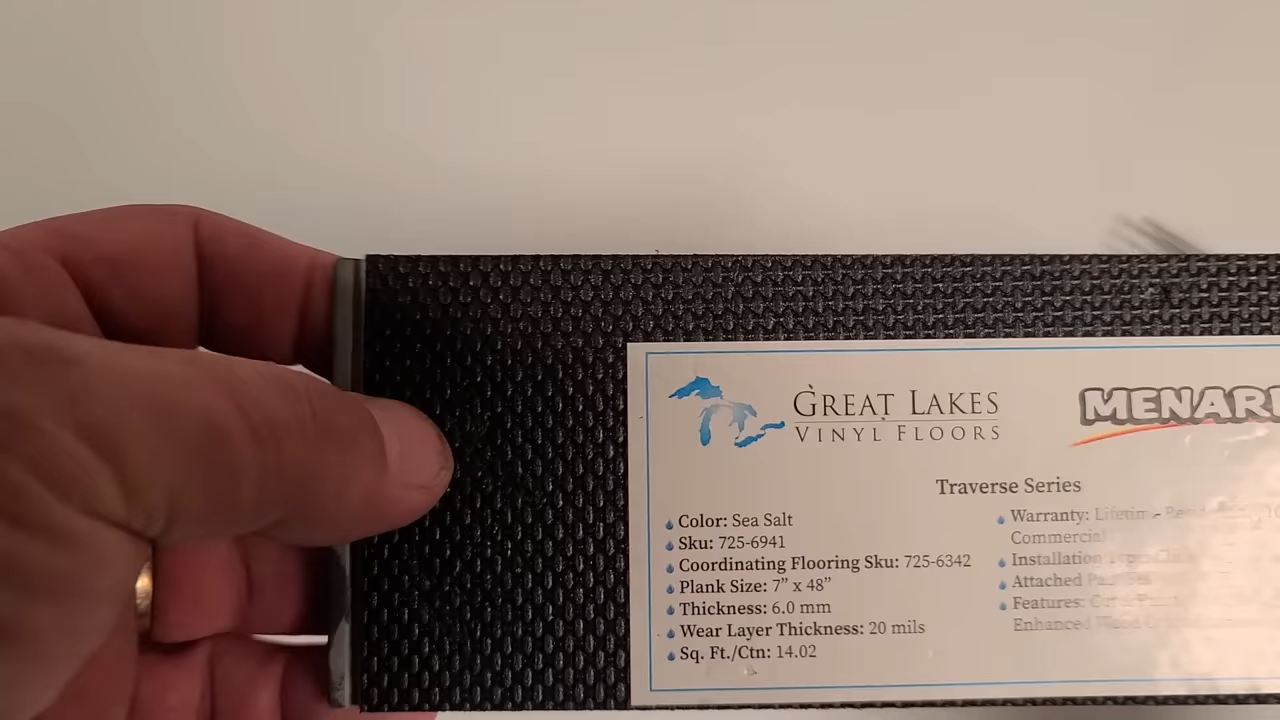 GREAT LAKES
VINYL FLOORS
MENAR
Traverse Series
Color: Sea Salt
Sku: 725-6941
Coordinating Flooring Sku: 725-6342
Plank Size: 7” x 48”
Thickness: 6.0 mm
Wear Layer Thickness: 20 mils
Sq. Ft./Ctn: 14.02
Warranty: Lifetime
Commercial
Installation
Attached
Features:
Enhanced